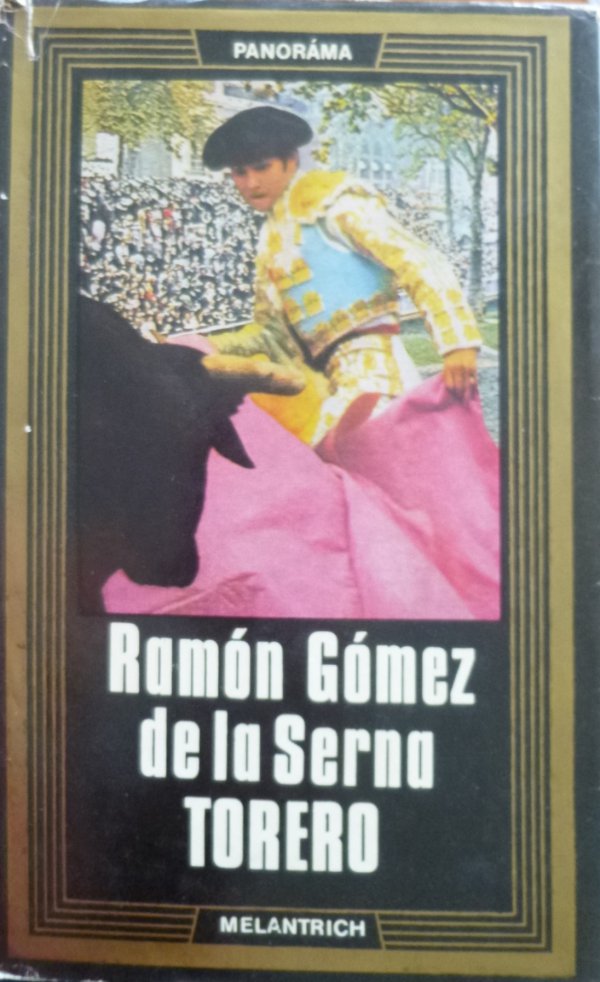 PANORÁMA
Ramón Gómez
de la Serna
TORERO
MELANTRICH